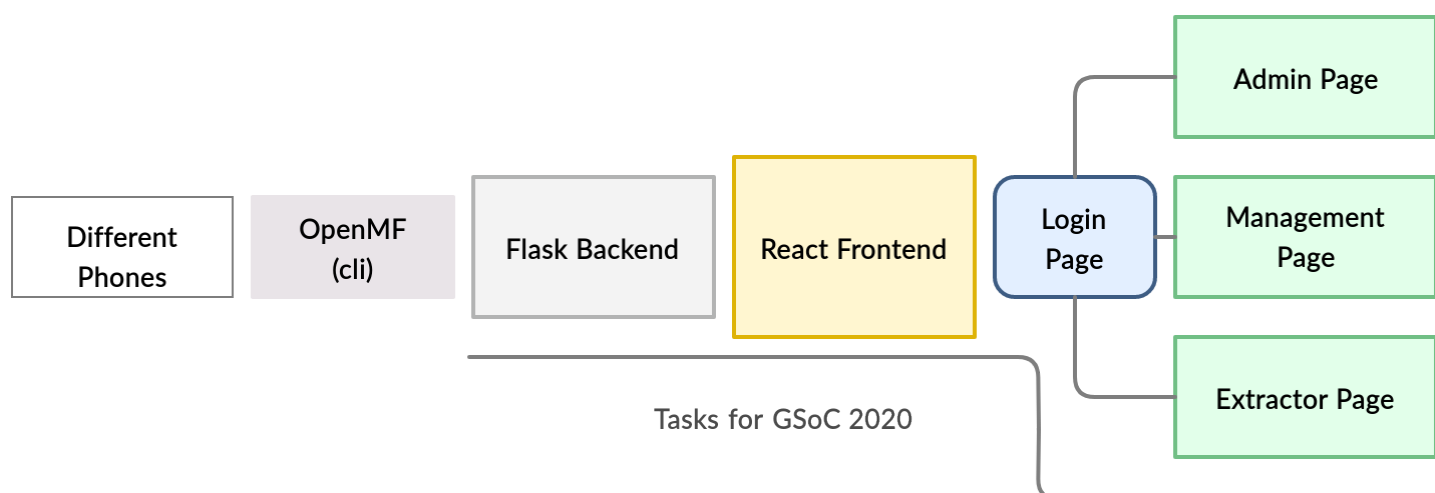 Different
Phones
OpenMF
(cli)
Flask Backend
React Frontend
Login
Page
Admin Page
Management
Page
Extractor Page
Tasks for GSoC 2020